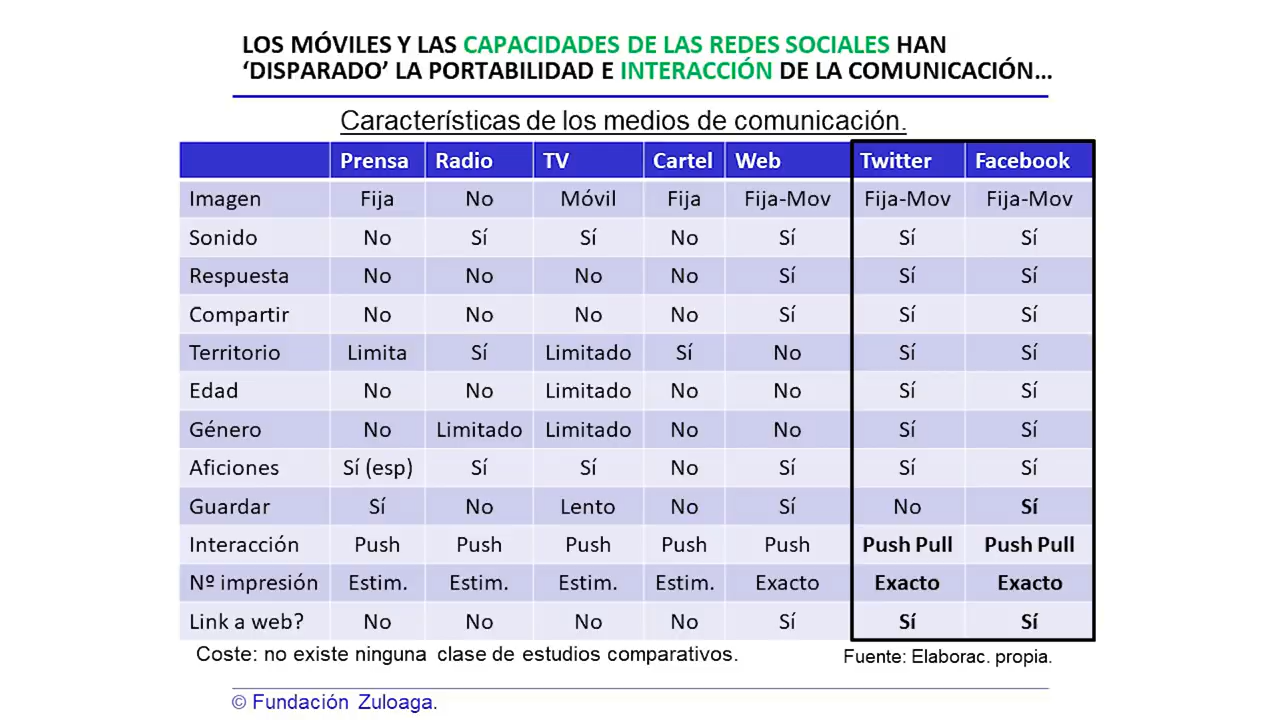 LOS MÓVILES Y LAS CAPACIDADES DE LAS REDES SOCIALES HAN
‘DISPARADO’ LA PORTABILIDAD E INTERACCIÓN DE LA COMUNICACIÓN…
Características de los medios de comunicación.
Prensa Radio TV Cartel Web Twitter Facebook
Imagen Fija No Móvil Fija Fija-Mov Fija-Mov Fija-Mov
Sonido No Sí Sí No Sí Sí Sí
Respuesta No No No No Sí Sí Sí
Compartir No No No No Sí Sí Sí
Territorio Limita Sí Limitado Sí No Sí Sí
Edad No No Limitado No No Sí Sí
Género No Limitado Limitado No No Sí Sí
Aficiones Sí (esp) Sí Sí No Sí Sí Sí
Guardar Sí No Lento No Sí No Sí
Interacción Push Push Push Push Push Push Pull Push Pull
Nº impresión Estim. Estim. Estim. Estim. Exacto Exacto Exacto
Link a web? No No No No Sí Sí Sí
Coste: no existe ninguna clase de estudios comparativos. Fuente: Elaborac. propia.
© Fundación Zuloaga.